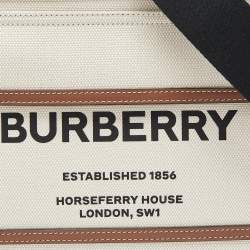 BURBERRY
ESTABLISHED 1856
HORSEFERRY HOUSE
LONDON, SW1